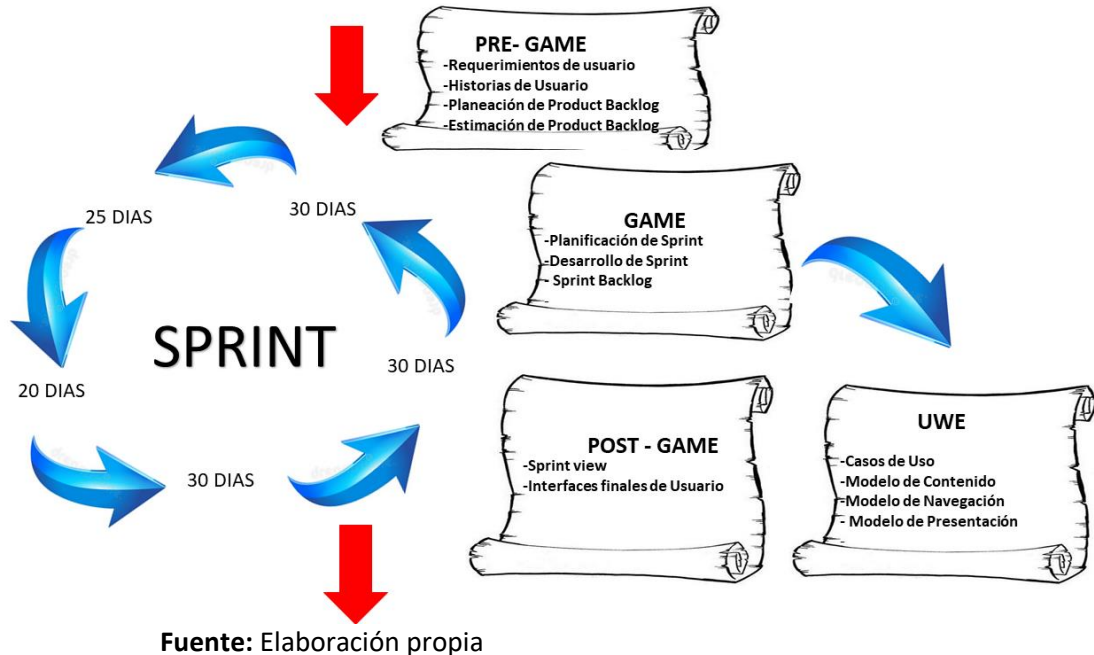 PRE- GAME
-Requerimientos de usuario
-Historias de Usuario
-Planeación de Product Backlog
-Estimación de Product Backlog
30 DIAS
25 DIAS
20 DIAS
30 DIAS
30 DIAS
SPRINT
GAME
-Planificación de Sprint
-Desarrollo de Sprint
- Sprint Backlog
POST - GAME
-Sprint view
-Interfaces finales de Usuario
UWE
-Casos de Uso
-Modelo de Contenido
-Modelo de Navegación
- Modelo de Presentación
Fuente: Elaboración propia